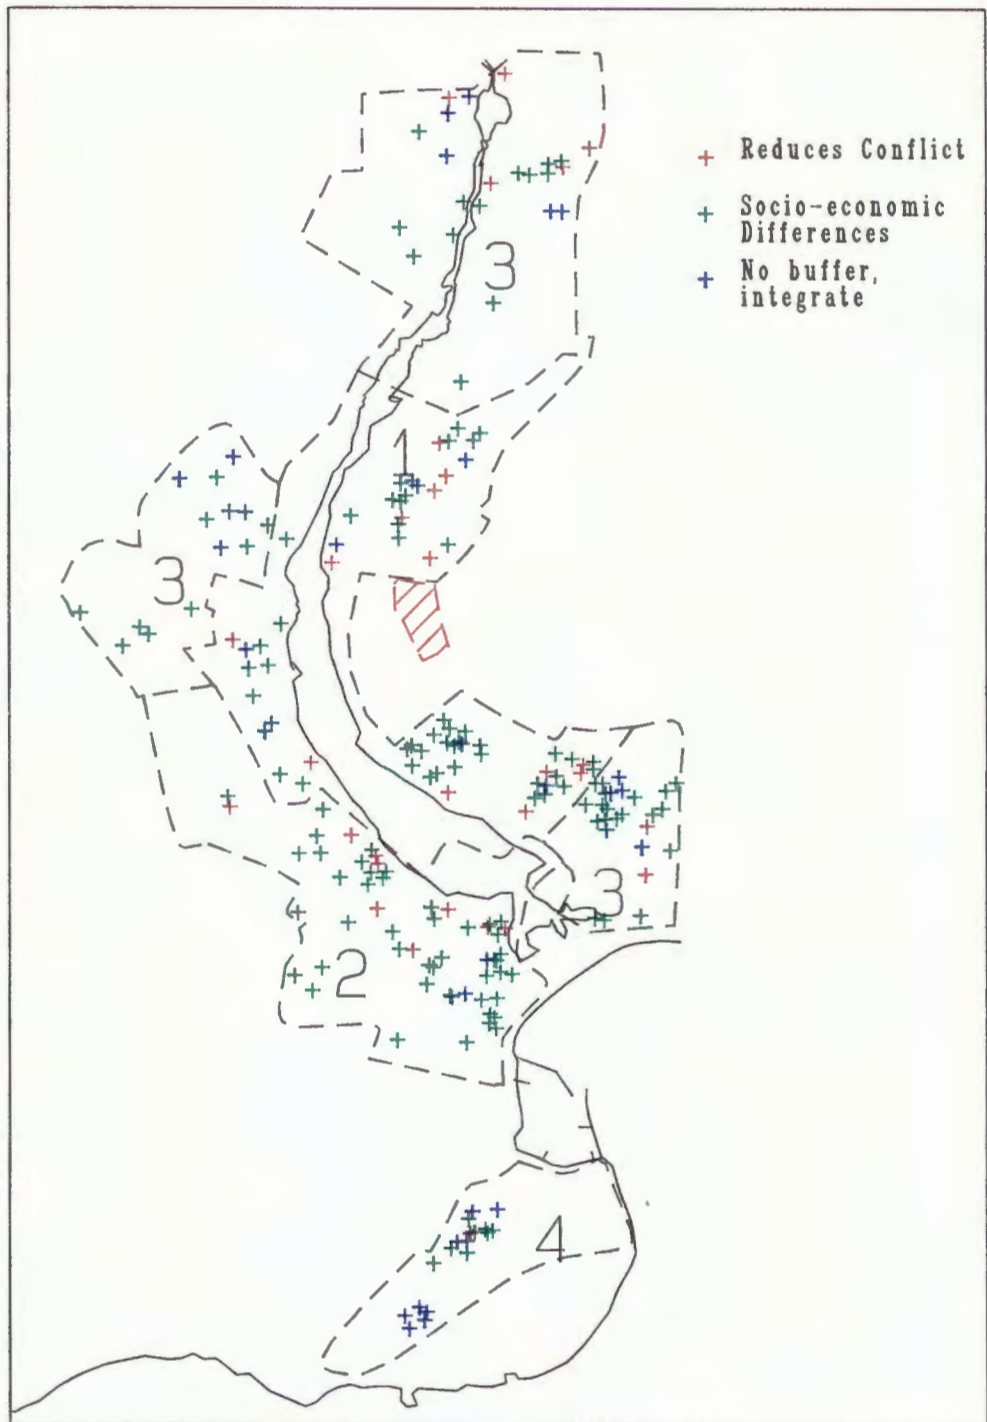 Reduces Conflict
Socio-economic
Differences
No buffer,
integrate
3
1
3
3
2
4